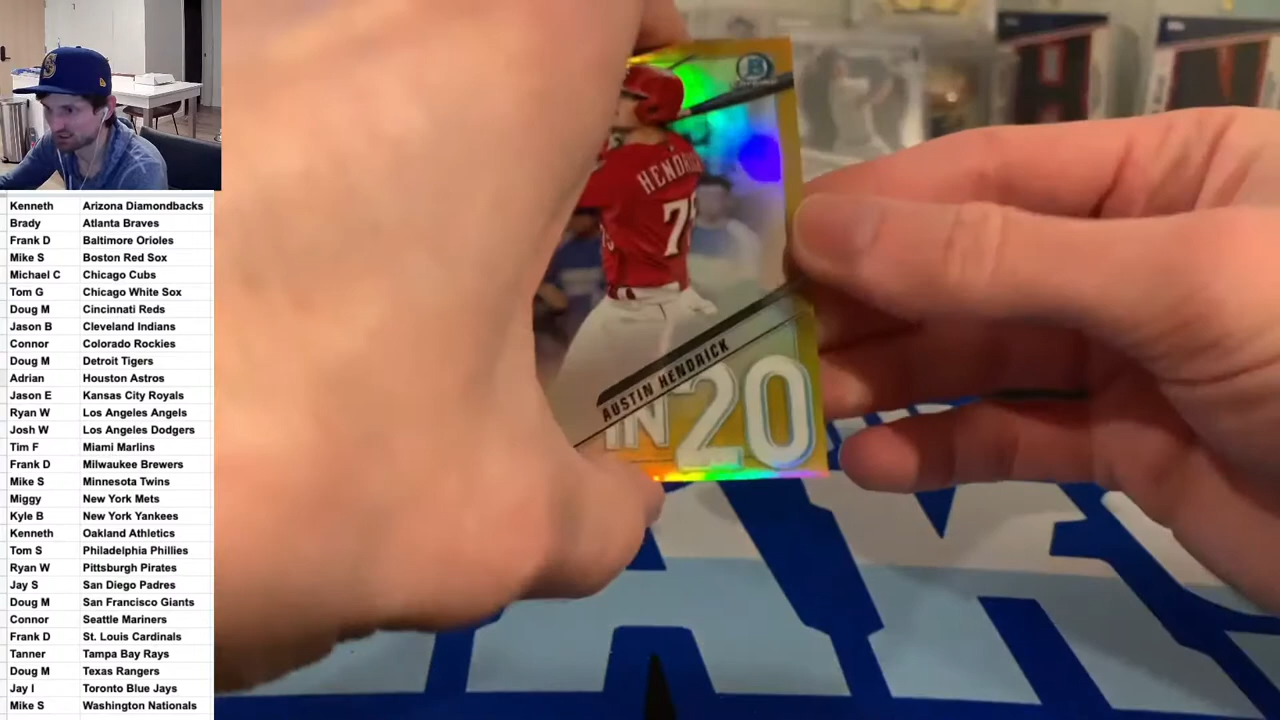 Kenneth Arizona Diamondbacks
Brady Atlanta Braves
Frank D Baltimore Orioles
Mike S Boston Red Sox
Michael C Chicago Cubs
Tom G Chicago White Sox
Doug M Cincinnati Reds
Jason B Cleveland Indians
Connor Colorado Rockies
Doug M Detroit Tigers
Adrian Houston Astros
Jason E Kansas City Royals
Ryan W Los Angeles Angels
Josh W Los Angeles Dodgers
Tim F Miami Marlins
Frank D Milwaukee Brewers
Mike S Minnesota Twins
Miggy New York Mets
Kyle B New York Yankees
Kenneth Oakland Athletics
Tom S Philadelphia Phillies
Ryan W Pittsburgh Pirates
Jay S San Diego Padres
Doug M San Francisco Giants
Connor Seattle Mariners
Frank D St. Louis Cardinals
Tanner Tampa Bay Rays
Doug M Texas Rangers
Jay I Toronto Blue Jays
Mike S Washington Nationals
B
HENDRI
7
AUSTIN HENDRICK
IN 20